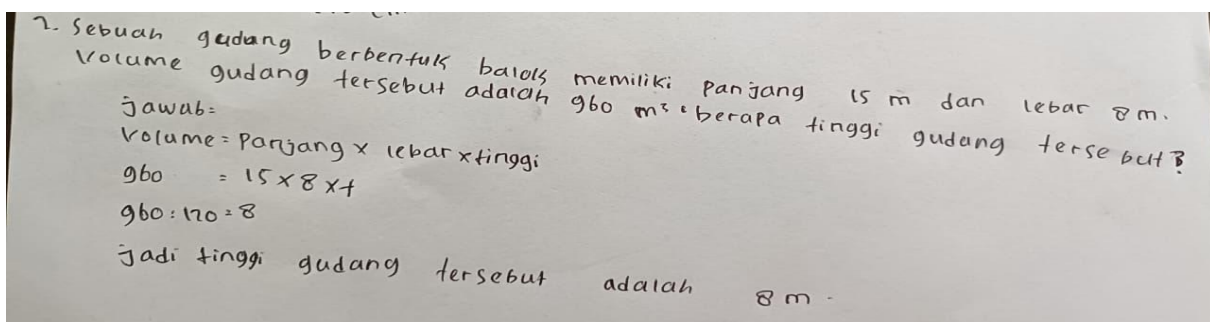 2. Sebuah gudang berbentuk balok memiliki panjang 15 m dan lebar 8 m.
Volume gudang tersebut adalah 960 m³. berapa tinggi gudang tersebut?
jawab:
Volume = Panjang x lebar x tinggi
960 = 15 x 8 x t
960 : 120 = 8
jadi tinggi gudang tersebut adalah 8 m.